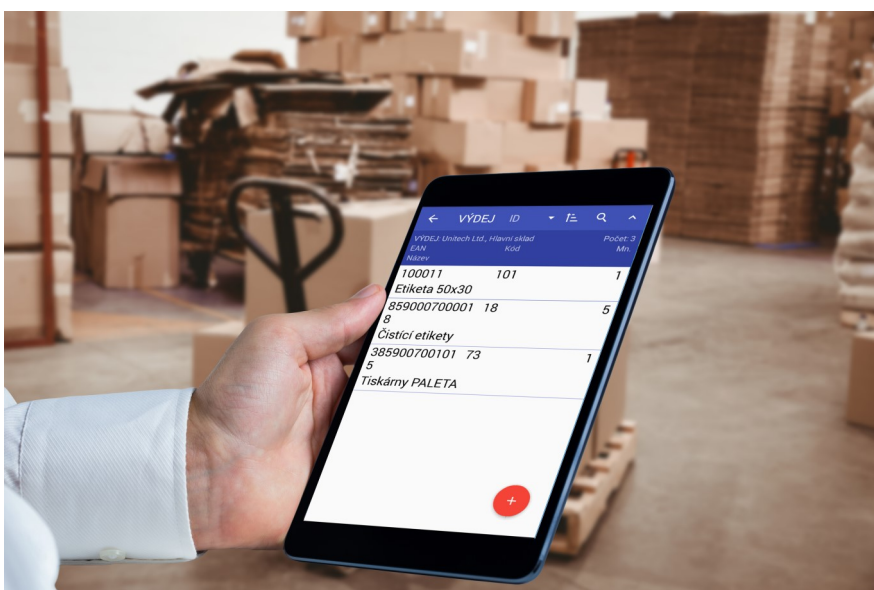 VÝDEJ ID
VÝDEJ: Unitech Ltd., Hlavní sklad Počet: 3
EAN Kód Mn.
Název
100011 101 1
Etiketa 50x30
859000700001 18 5
8
Čistící etikety
385900700101 73 1
5
Tiskárny PALETA